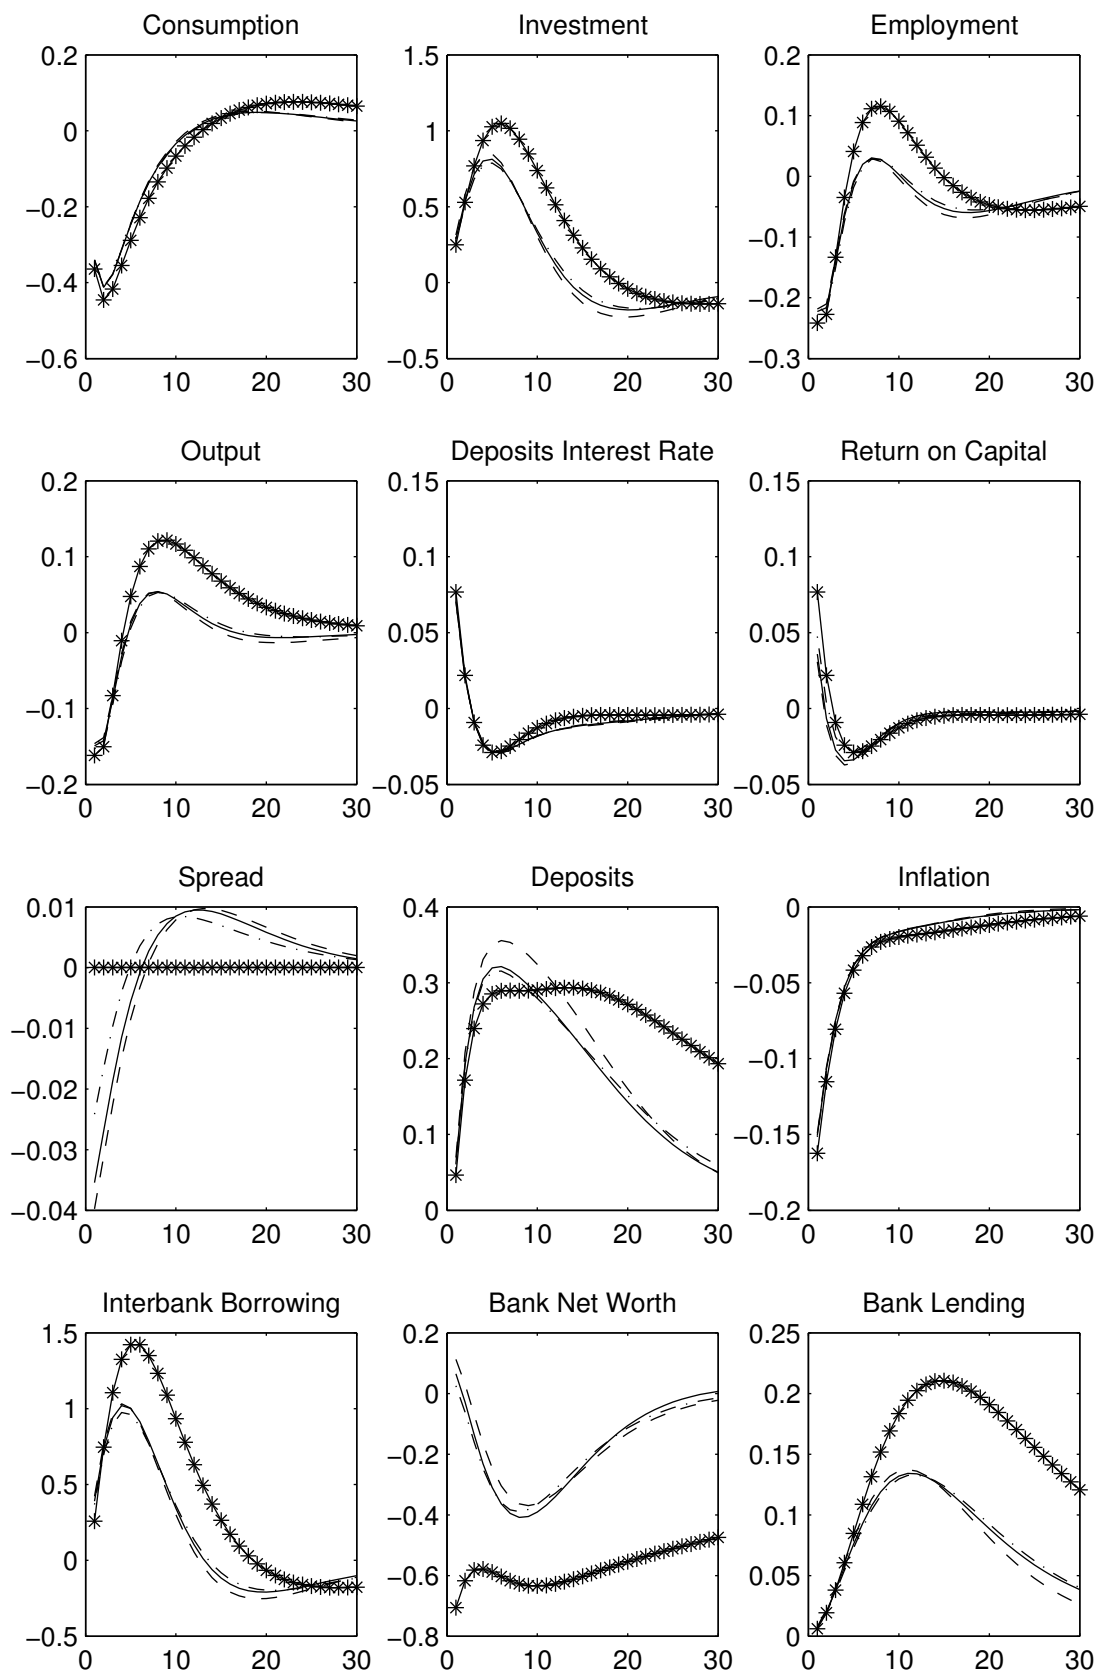 Consumption
Investment
Employment
0.2
0
−0.2
−0.4
−0.6
0 10 20 30
1.5
1
0.5
0
−0.5
0 10 20 30
0.2
0.1
0
−0.1
−0.2
−0.3
0 10 20 30
Output
Deposits Interest Rate
Return on Capital
0.2
0.1
0
−0.1
−0.2
0 10 20 30
0.15
0.1
0.05
0
−0.05
0 10 20 30
0.15
0.1
0.05
0
−0.05
0 10 20 30
Spread
Deposits
Inflation
0.01
0
−0.01
−0.02
−0.03
−0.04
0 10 20 30
0.4
0.3
0.2
0.1
0
0 10 20 30
0
−0.05
−0.1
−0.15
−0.2
0 10 20 30
Interbank Borrowing
Bank Net Worth
Bank Lending
1.5
1
0.5
0
−0.5
0 10 20 30
0.2
0
−0.2
−0.4
−0.6
−0.8
0 10 20 30
0.25
0.2
0.15
0.1
0.05
0
0 10 20 30